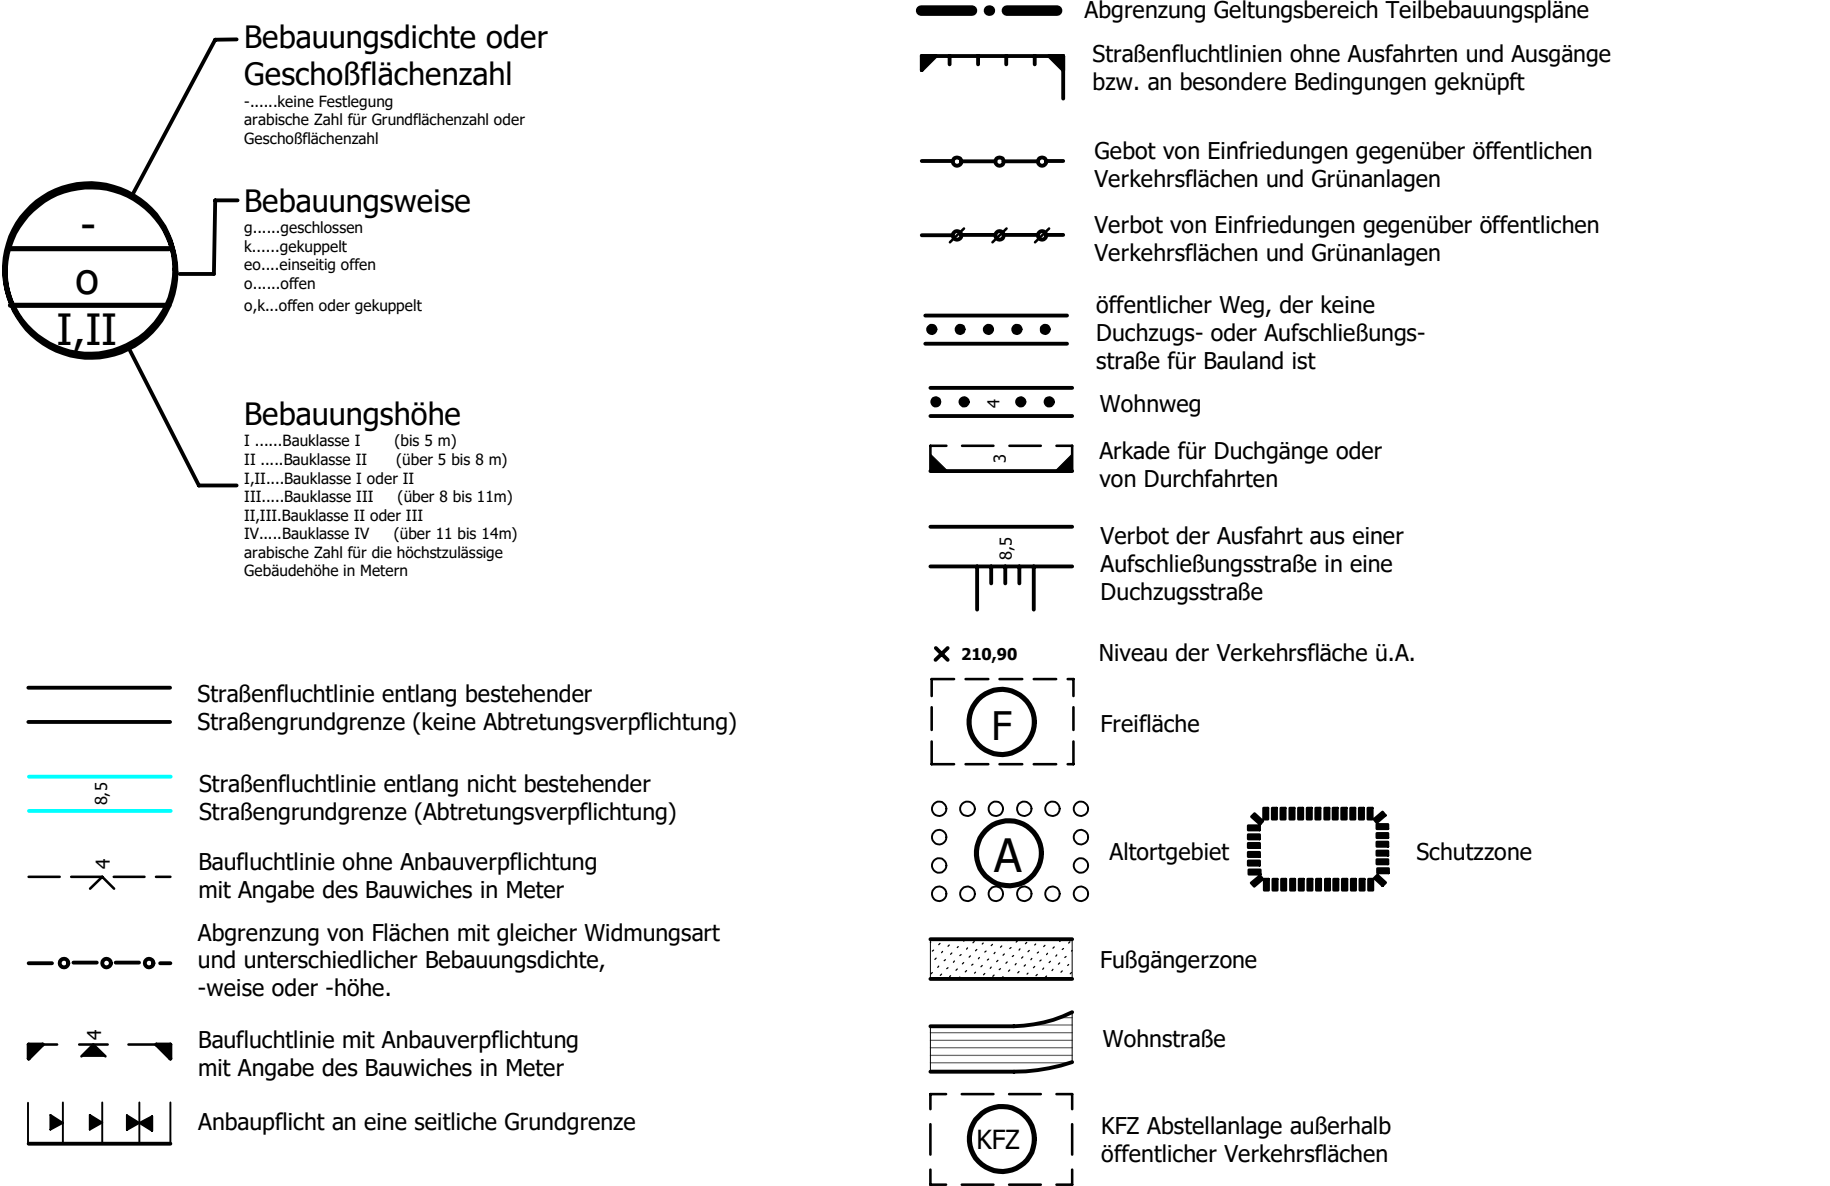 Bebauungsdichte oder
Geschoßflächenzahl
-......keine Festlegung
arabische Zahl für Grundflächenzahl oder
Geschoßflächenzahl
-
o
I,II
Bebauungsweise
g......geschlossen
k......gekuppelt
eo....einseitig offen
o......offen
o,k...offen oder gekuppelt
Bebauungshöhe
I ......Bauklasse I (bis 5 m)
II .....Bauklasse II (über 5 bis 8 m)
I,II....Bauklasse I oder II
III.....Bauklasse III (über 8 bis 11m)
II,III.Bauklasse II oder III
IV.....Bauklasse IV (über 11 bis 14m)
arabische Zahl für die höchstzulässige
Gebäudehöhe in Metern
Straßenfluchtlinie entlang bestehender
Straßengrundgrenze (keine Abtretungsverpflichtung)
8,5
Straßenfluchtlinie entlang nicht bestehender
Straßengrundgrenze (Abtretungsverpflichtung)
4
Baufluchtlinie ohne Anbauverpflichtung
mit Angabe des Bauwiches in Meter
Abgrenzung von Flächen mit gleicher Widmungsart
und unterschiedlicher Bebauungsdichte,
-weise oder -höhe.
4
Baufluchtlinie mit Anbauverpflichtung
mit Angabe des Bauwiches in Meter
Anbaupflicht an eine seitliche Grundgrenze
Abgrenzung Geltungsbereich Teilbebauungspläne
Straßenfluchtlinien ohne Ausfahrten und Ausgänge
bzw. an besondere Bedingungen geknüpft
Gebot von Einfriedungen gegenüber öffentlichen
Verkehrsflächen und Grünanlagen
Verbot von Einfriedungen gegenüber öffentlichen
Verkehrsflächen und Grünanlagen
öffentlicher Weg, der keine
Duchzugs- oder Aufschließungs-
straße für Bauland ist
4
Wohnweg
3
Arkade für Duchgänge oder
von Durchfahrten
8,5
Verbot der Ausfahrt aus einer
Aufschließungsstraße in eine
Duchzugsstraße
210,90
Niveau der Verkehrsfläche ü.A.
F
Freifläche
A
Altortgebiet
Schutzzone
Fußgängerzone
Wohnstraße
KFZ
KFZ Abstellanlage außerhalb
öffentlicher Verkehrsflächen